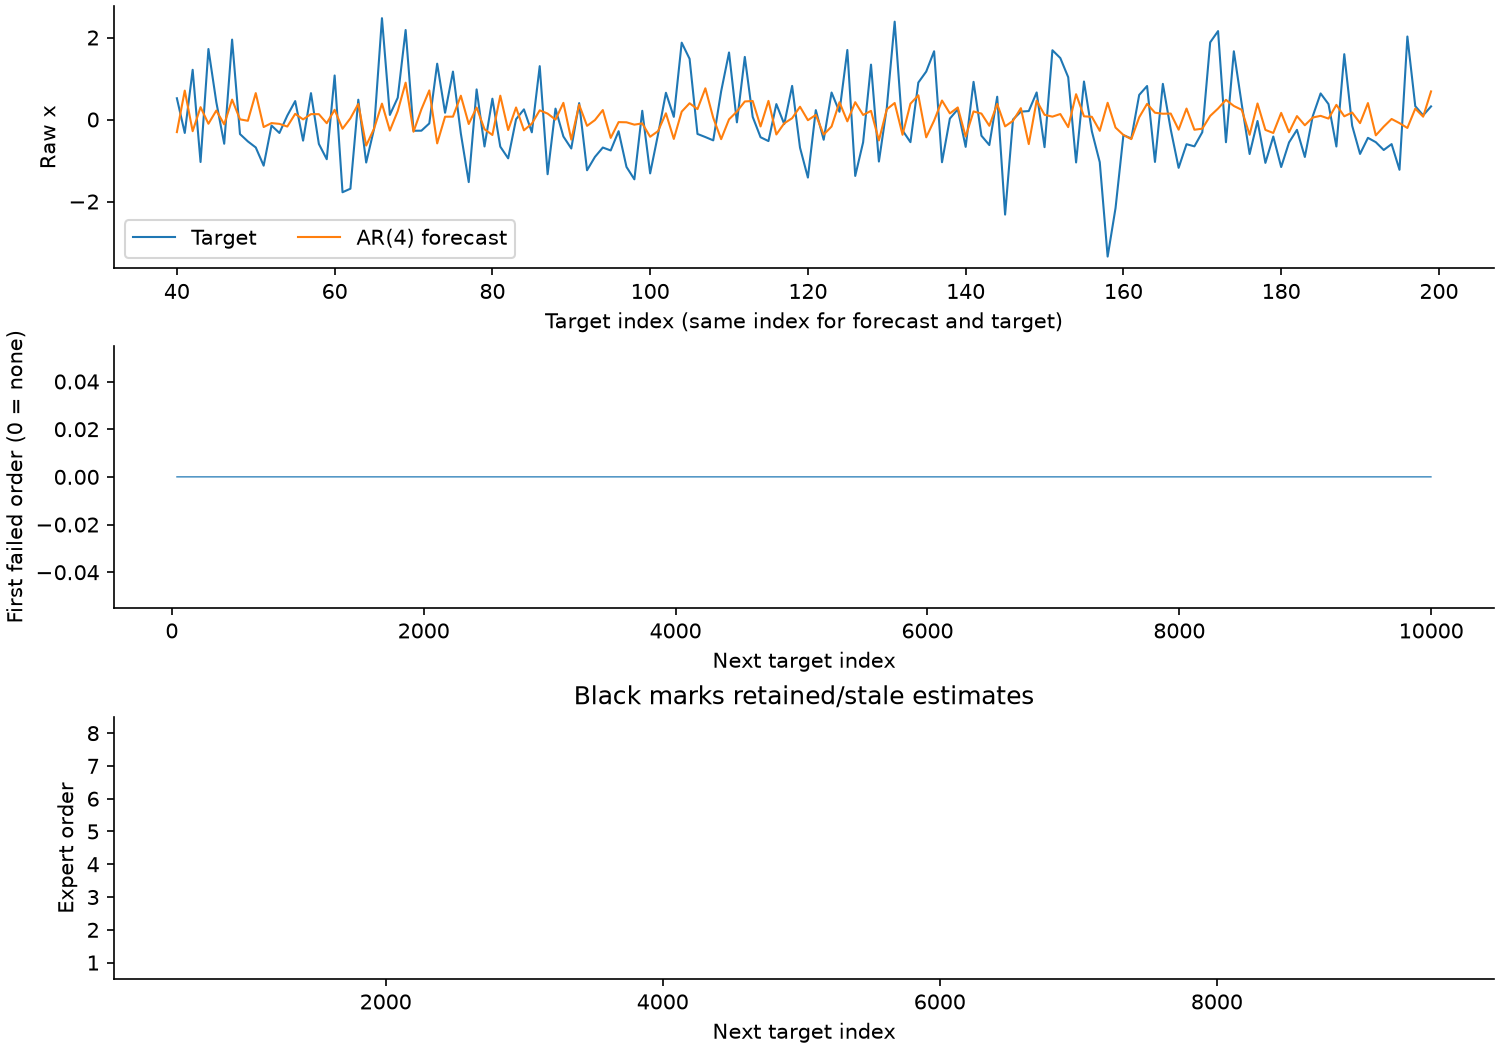 2
0
−2
Raw x
Target
AR(4) forecast
40 60 80 100 120 140 160 180 200
Target index (same index for forecast and target)
0.04
0.02
0.00
−0.02
−0.04
First failed order (0 = none)
0 2000 4000 6000 8000 10000
Next target index
Black marks retained/stale estimates
8
7
6
5
4
3
2
1
Expert order
2000 4000 6000 8000
Next target index